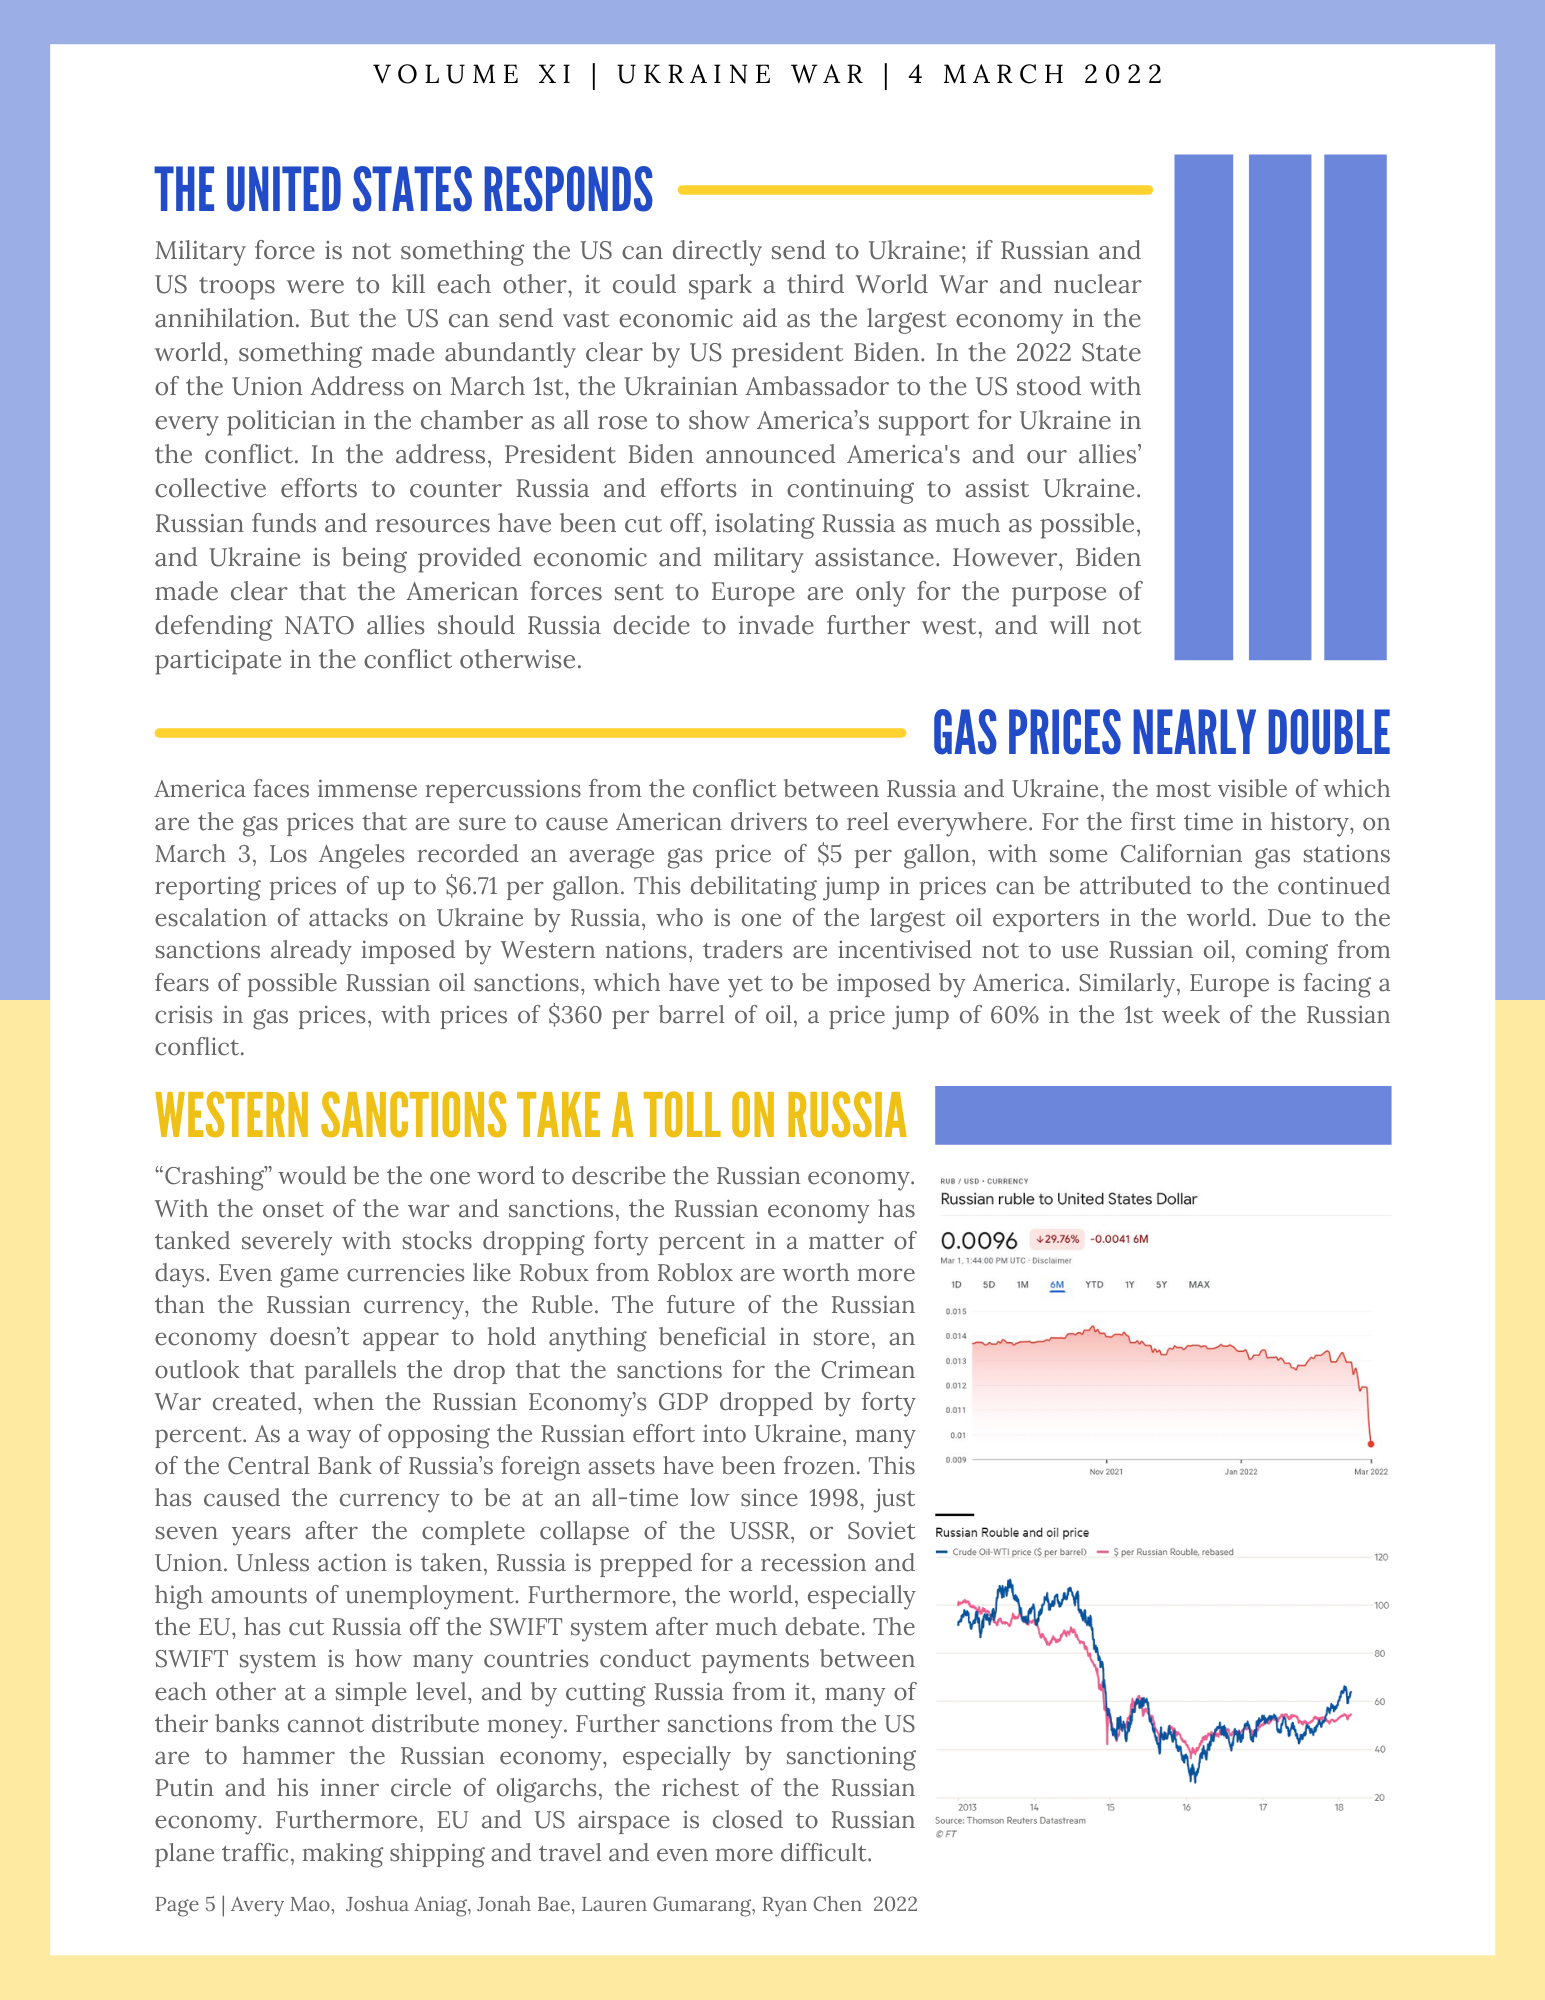 VOLUME XI | UKRAINE WAR | 4 MARCH 2022
THE UNITED STATES RESPONDS
Military force is not something the US can directly send to Ukraine; if Russian and
US troops were to kill each other, it could spark a third World War and nuclear
annihilation. But the US can send vast economic aid as the largest economy in the
world, something made abundantly clear by US president Biden. In the 2022 State
of the Union Address on March 1st, the Ukrainian Ambassador to the US stood with
every politician in the chamber as all rose to show America’s support for Ukraine in
the conflict. In the address, President Biden announced America's and our allies’
collective efforts to counter Russia and efforts in continuing to assist Ukraine.
Russian funds and resources have been cut off, isolating Russia as much as possible,
and Ukraine is being provided economic and military assistance. However, Biden
made clear that the American forces sent to Europe are only for the purpose of
defending NATO allies should Russia decide to invade further west, and will not
participate in the conflict otherwise.
GAS PRICES NEARLY DOUBLE
America faces immense repercussions from the conflict between Russia and Ukraine, the most visible of which
are the gas prices that are sure to cause American drivers to reel everywhere. For the first time in history, on
March 3, Los Angeles recorded an average gas price of $5 per gallon, with some Californian gas stations
reporting prices of up to $6.71 per gallon. This debilitating jump in prices can be attributed to the continued
escalation of attacks on Ukraine by Russia, who is one of the largest oil exporters in the world. Due to the
sanctions already imposed by Western nations, traders are incentivised not to use Russian oil, coming from
fears of possible Russian oil sanctions, which have yet to be imposed by America. Similarly, Europe is facing a
crisis in gas prices, with prices of $360 per barrel of oil, a price jump of 60% in the 1st week of the Russian
conflict.
WESTERN SANCTIONS TAKE A TOLL ON RUSSIA
“Crashing” would be the one word to describe the Russian economy.
With the onset of the war and sanctions, the Russian economy has
tanked severely with stocks dropping forty percent in a matter of
days. Even game currencies like Robux from Roblox are worth more
than the Russian currency, the Ruble. The future of the Russian
economy doesn’t appear to hold anything beneficial in store, an
outlook that parallels the drop that the sanctions for the Crimean
War created, when the Russian Economy’s GDP dropped by forty
percent. As a way of opposing the Russian effort into Ukraine, many
of the Central Bank of Russia’s foreign assets have been frozen. This
has caused the currency to be at an all-time low since 1998, just
seven years after the complete collapse of the USSR, or Soviet
Union. Unless action is taken, Russia is prepped for a recession and
high amounts of unemployment. Furthermore, the world, especially
the EU, has cut Russia off the SWIFT system after much debate. The
SWIFT system is how many countries conduct payments between
each other at a simple level, and by cutting Russia from it, many of
their banks cannot distribute money. Further sanctions from the US
are to hammer the Russian economy, especially by sanctioning
Putin and his inner circle of oligarchs, the richest of the Russian
economy. Furthermore, EU and US airspace is closed to Russian
plane traffic, making shipping and travel and even more difficult.
RUB / USD • CURRENCY
Russian ruble to United States Dollar
0.0096 ↓29.76% -0.0041 6M
Mar 1, 1:44:00 PM UTC · Disclaimer
1D 5D 1M 6M YTD 1Y 5Y MAX
0.015
0.014
0.013
0.012
0.011
0.01
0.009
Nov 2021 Jan 2022 Mar 2022
Russian Rouble and oil price
Crude Oil-WTI price ($ per barrel) $ per Russian Rouble, rebased
120
100
80
60
40
20
2013 14 15 16 17 18
Source: Thomson Reuters Datastream
© FT
Page 5 | Avery Mao, Joshua Aniag, Jonah Bae, Lauren Gumarang, Ryan Chen 2022